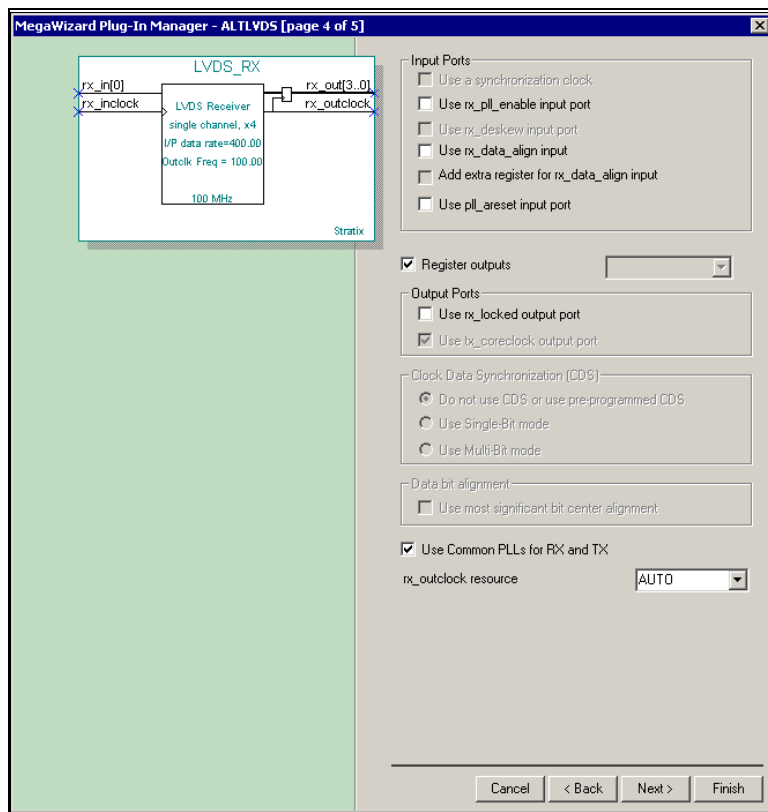 MegaWizard Plug-In Manager - ALTLVDS [page 4 of 5]
LVDS_RX
rx_in[0]
rx_out[3..0]
rx_inclock
rx_outclock
LVDS Receiver
single channel, x4
I/P data rate=400.00
Outclk Freq = 100.00
100 MHz
Stratix
Input Ports
Use a synchronization clock
Use rx_pll_enable input port
Use rx_deskew input port
Use rx_data_align input
Add extra register for rx_data_align input
Use pll_areset input port
Register outputs
Output Ports
Use rx_locked output port
Use tx_coreclock output port
Clock Data Synchronization (CDS)
Do not use CDS or use pre-programmed CDS
Use Single-Bit mode
Use Multi-Bit mode
Data bit alignment
Use most significant bit center alignment
Use Common PLLs for RX and TX
rx_outclock resource
AUTO
Cancel
< Back
Next >
Finish